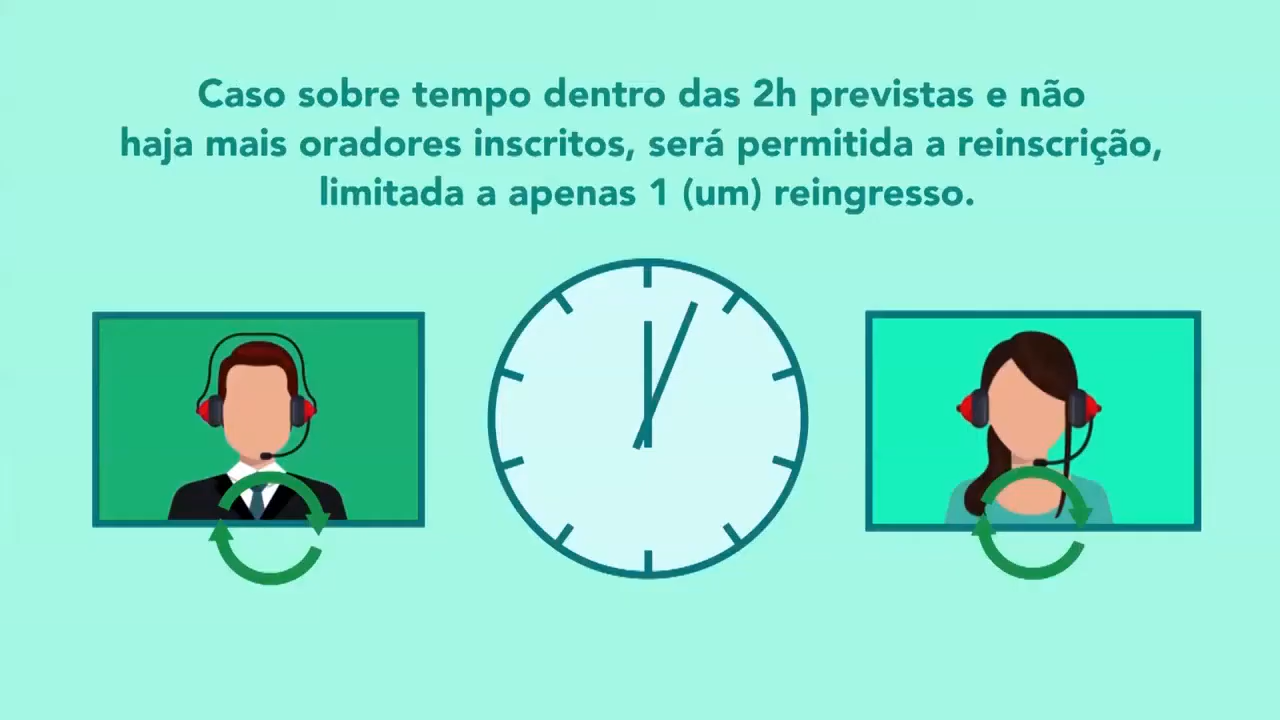 Caso sobre tempo dentro das 2h previstas e não
haja mais oradores inscritos, será permitida a reinscrição,
limitada a apenas 1 (um) reingresso.